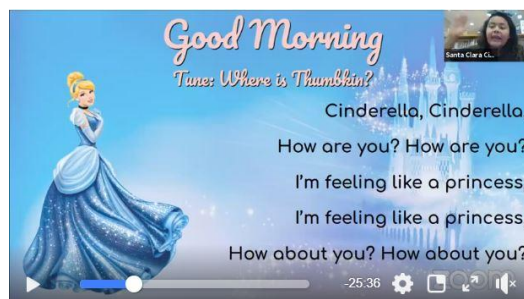 Good Morning
Santa Clara Ci...
Tune: Where is Thumbkin?
Cinderella, Cinderella
How are you? How are you?
I'm feeling like a princess
I'm feeling like a princess
How about you? How about you?
-25:36
zoom